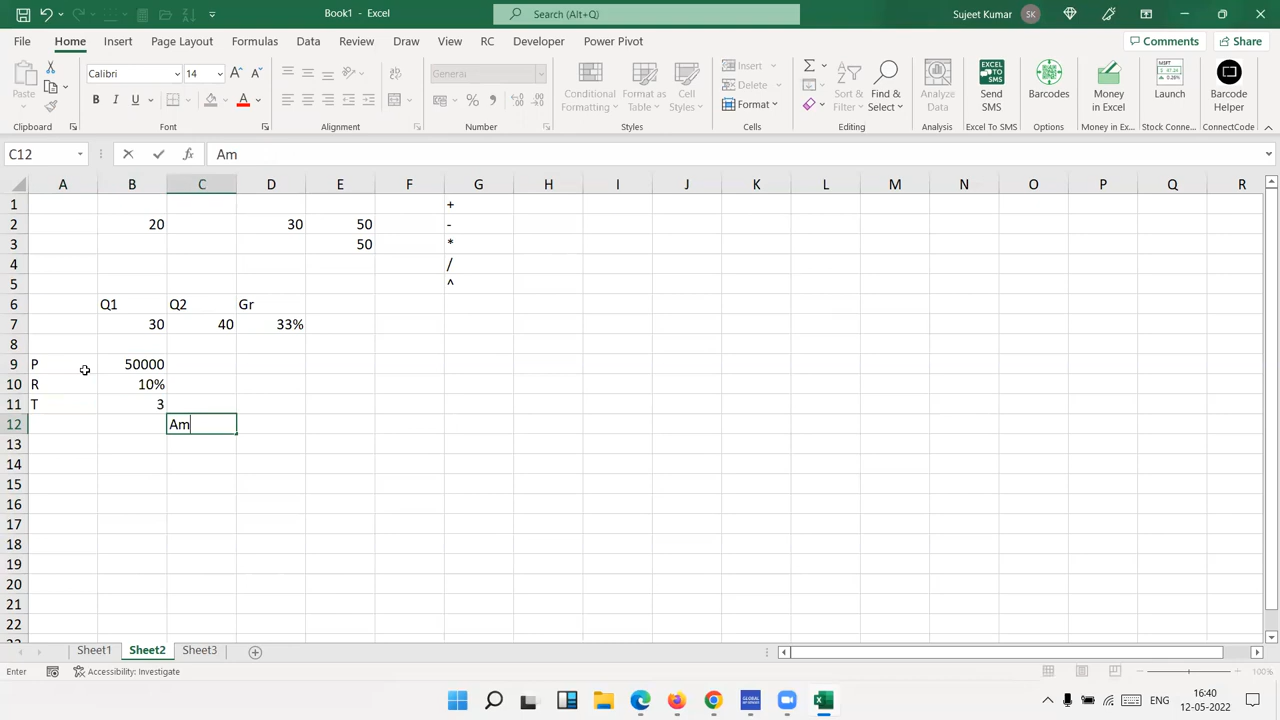 Book1 - Excel
Search (Alt+Q)
Sujeet Kumar
SK
File Home Insert Page Layout Formulas Data Review Draw View RC Developer Power Pivot
Comments Share
Calibri 14
General
Paste
B I U
Conditional Formatting
Format as Table
Cell Styles
Insert
Delete
Format
Sort & Filter
Find & Select
Analyze Data
Send SMS
Barcodes
Money in Excel
Launch
Barcode Helper
Clipboard Font Alignment Number Styles Cells Editing Analysis Excel To SMS Options Money in Ex... Stock Conne... ConnectCode
C12 fx Am
A B C D E F G H I J K L M N O P Q R
1 +
2 20 30 50 -
3 50 *
4 /
5 ^
6 Q1 Q2 Gr
7 30 40 33%
8
9 P 50000
10 R 10%
11 T 3
12 Am
13
14
15
16
17
18
19
20
21
22
Sheet1 Sheet2 Sheet3
Enter Accessibility: Investigate
100%
ENG
16:40
12-05-2022